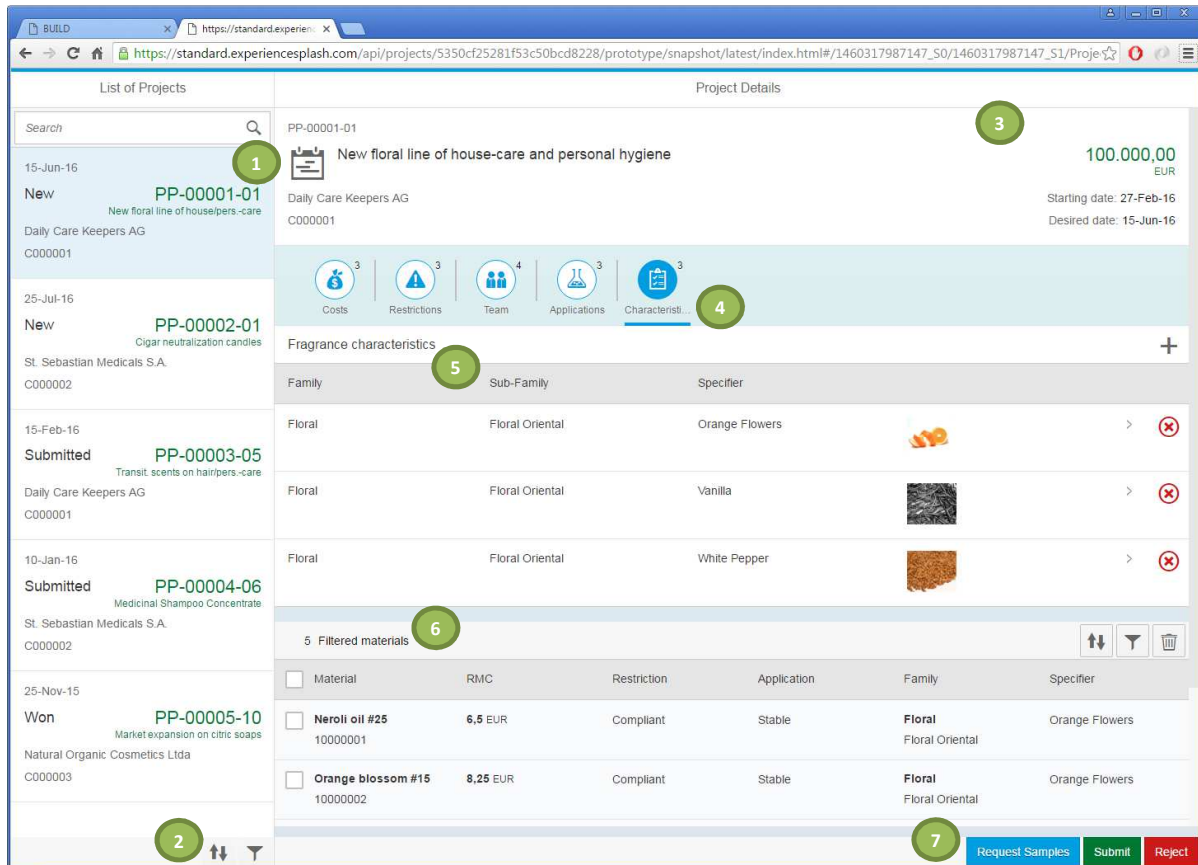 BUILD
https://standard.experienc
https://standard.experiencesplash.com/api/projects/5350cf25281f53c50bcd8228/prototype/snapshot/latest/index.html#/1460317987147_S0/1460317987147_S1/Proje
List of Projects
Project Details
Search
1
15-Jun-16
New PP-00001-01
New floral line of house/pers.-care
Daily Care Keepers AG
C000001
25-Jul-16
New PP-00002-01
Cigar neutralization candles
St. Sebastian Medicals S.A.
C000002
15-Feb-16
Submitted PP-00003-05
Transit. scents on hair/pers.-care
Daily Care Keepers AG
C000001
10-Jan-16
Submitted PP-00004-06
Medicinal Shampoo Concentrate
St. Sebastian Medicals S.A.
C000002
25-Nov-15
Won PP-00005-10
Market expansion on citric soaps
Natural Organic Cosmetics Ltda
C000003
2
PP-00001-01
3
New floral line of house-care and personal hygiene
100.000,00
EUR
Daily Care Keepers AG
Starting date: 27-Feb-16
C000001
Desired date: 15-Jun-16
3 3 4 3 3
Costs Restrictions Team Applications Characteristi...
4
Fragrance characteristics
5
Family Sub-Family Specifier
Floral Floral Oriental Orange Flowers
Floral Floral Oriental Vanilla
Floral Floral Oriental White Pepper
5 Filtered materials
6
Material RMC Restriction Application Family Specifier
Neroli oil #25 6,5 EUR Compliant Stable Floral Orange Flowers
10000001 Floral Oriental
Orange blossom #15 8,25 EUR Compliant Stable Floral Orange Flowers
10000002 Floral Oriental
7
Request Samples Submit Reject